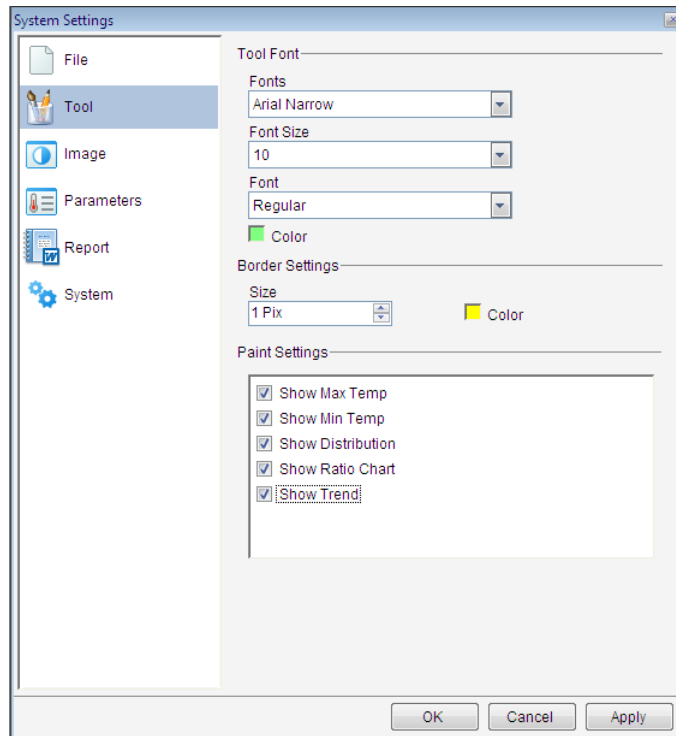 System Settings
File
Tool
Image
Parameters
Report
System
Tool Font
Fonts
Arial Narrow
Font Size
10
Font
Regular
Color
Border Settings
Size
1 Pix
Color
Paint Settings
Show Max Temp
Show Min Temp
Show Distribution
Show Ratio Chart
Show Trend
OK Cancel Apply